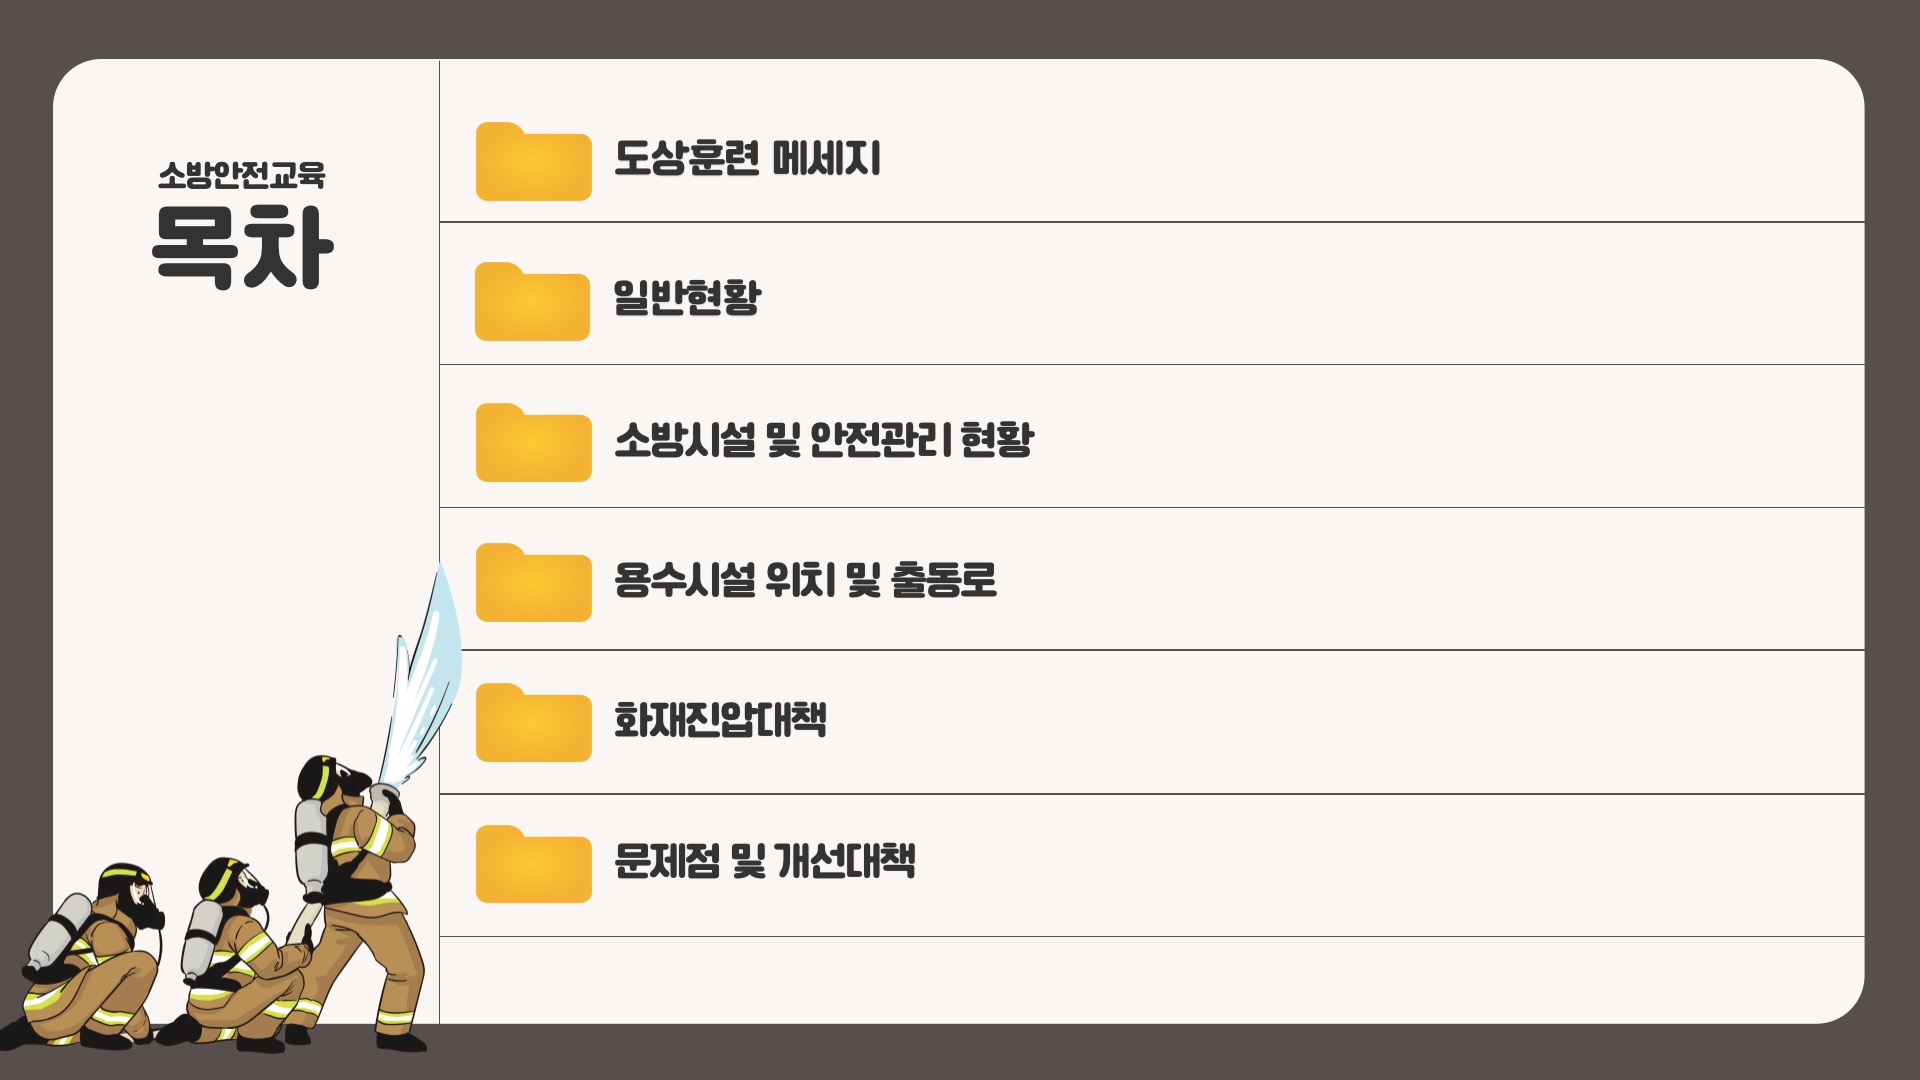 소방안전교육
목차
도상훈련 메세지
일반현황
소방시설 및 안전관리 현황
용수시설 위치 및 출동로
화재진압대책
문제점 및 개선대책